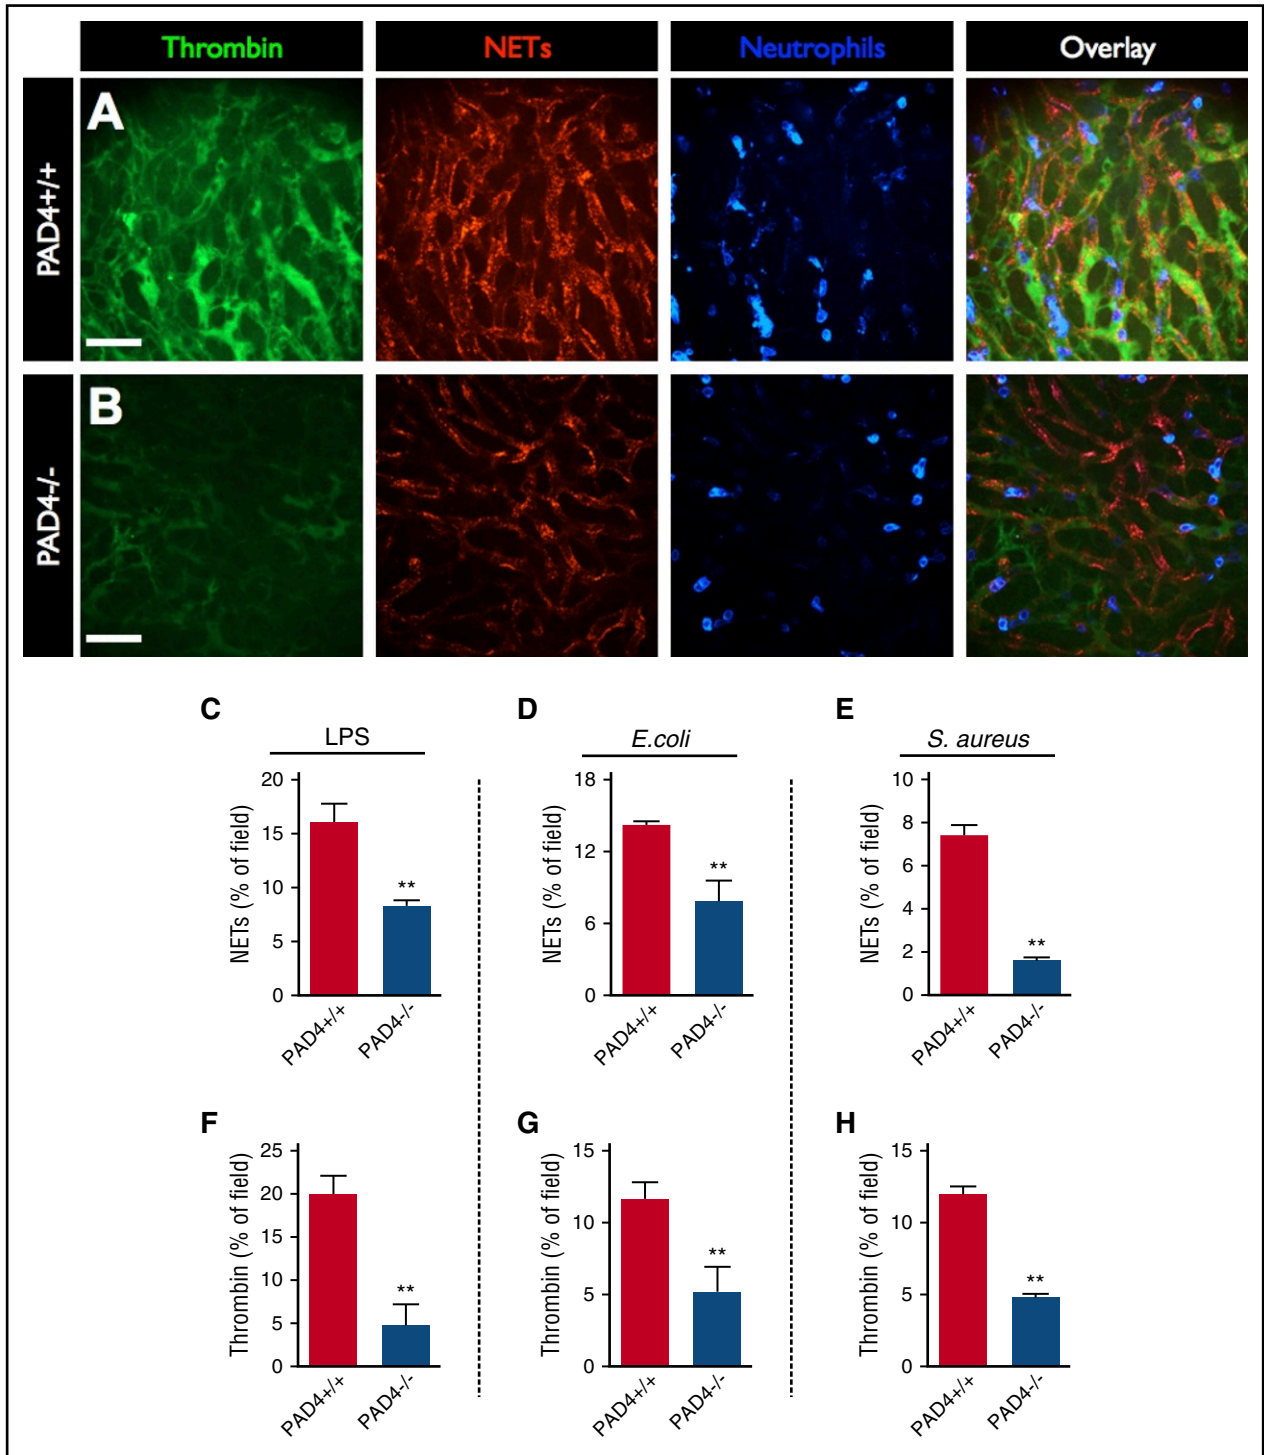 Thrombin NETs Neutrophils Overlay
PAD4+/+
A
PAD4-/-
B
C D E
LPS E.coli S. aureus
NETs (% of field)
20
15
10
5
0
**
PAD4+/+ PAD4-/-
NETs (% of field)
18
12
6
0
**
PAD4+/+ PAD4-/-
NETs (% of field)
10
8
6
4
2
0
**
PAD4+/+ PAD4-/-
F G H
Thrombin (% of field)
25
20
15
10
5
0
**
PAD4+/+ PAD4-/-
Thrombin (% of field)
15
10
5
0
**
PAD4+/+ PAD4-/-
Thrombin (% of field)
15
10
5
0
**
PAD4+/+ PAD4-/-